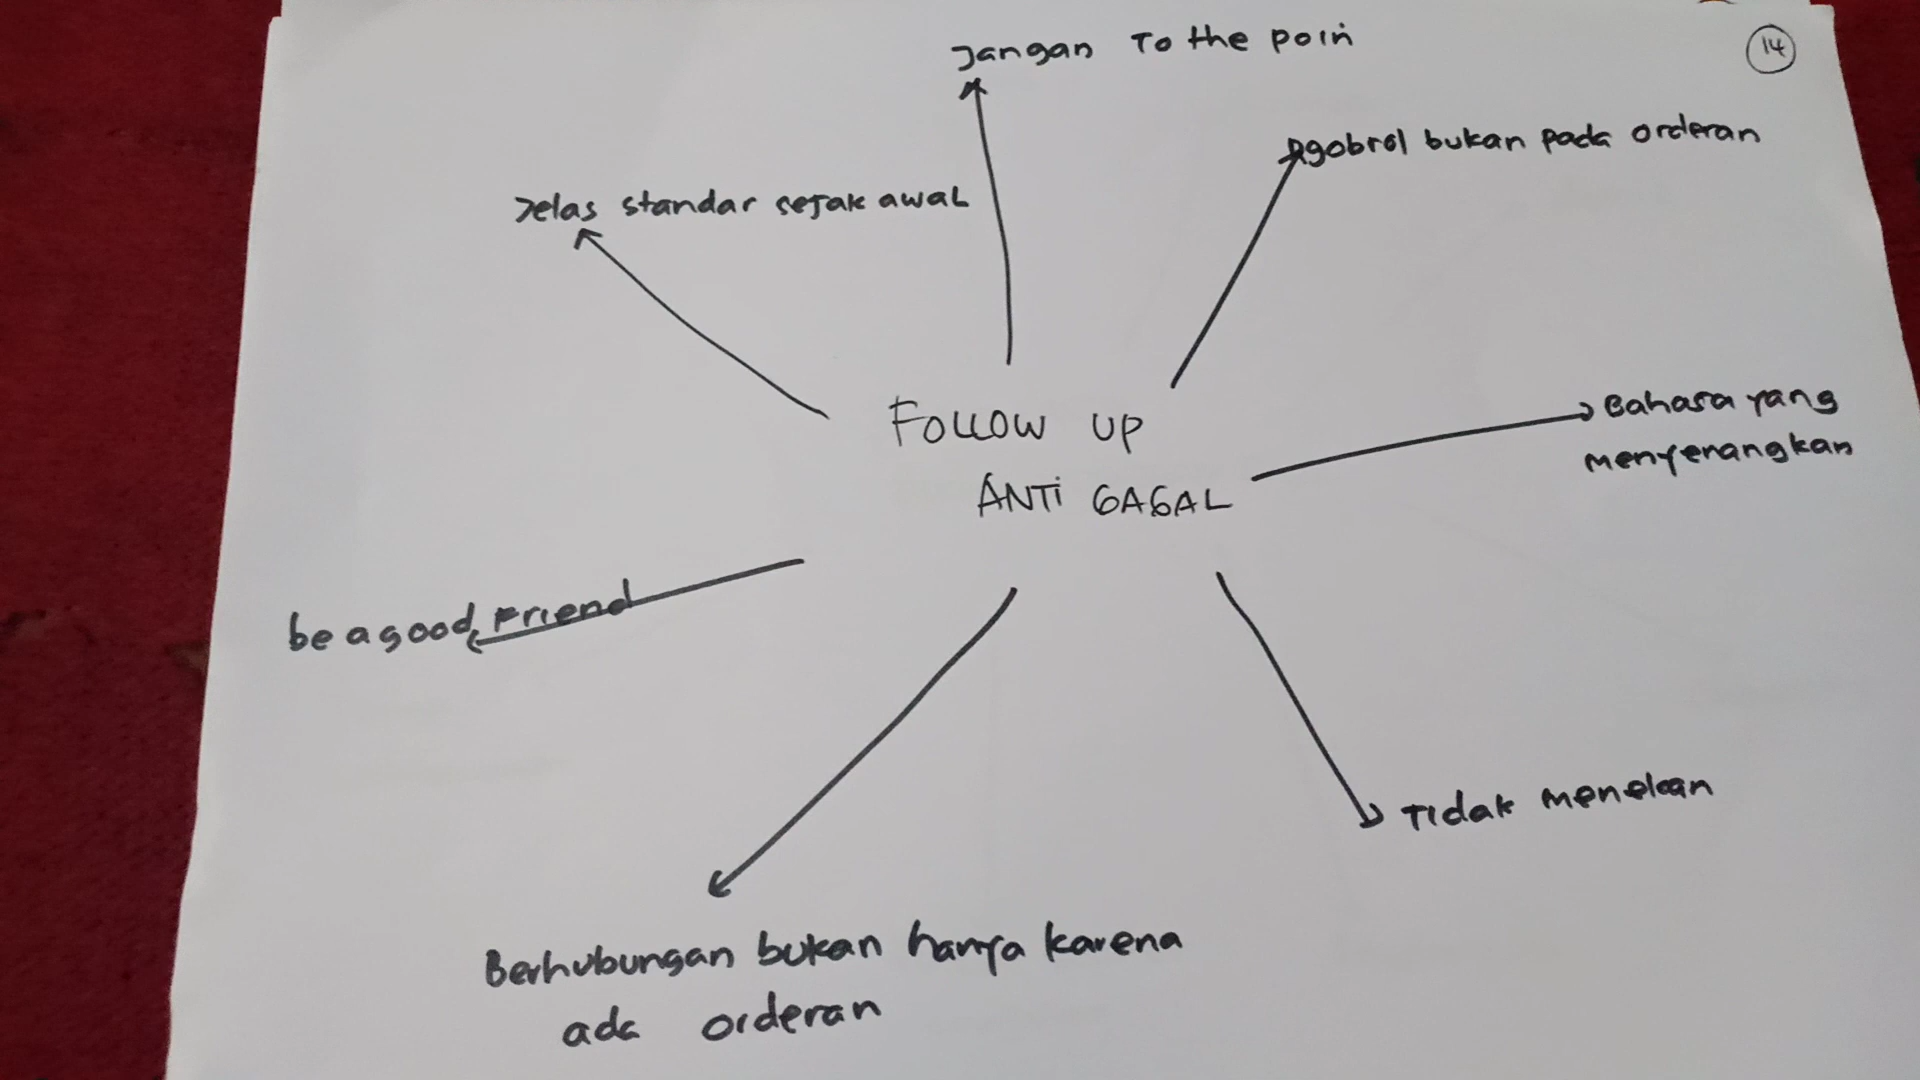 Jangan To the poin
14
Ngobrol bukan pada orderan
Jelas standar sejak awal
Bahasa yang
menyenangkan
FOLLOW UP
ANTI GAGAL
be a good Friend
Tidak menekan
Berhubungan bukan hanya karena
ada orderan